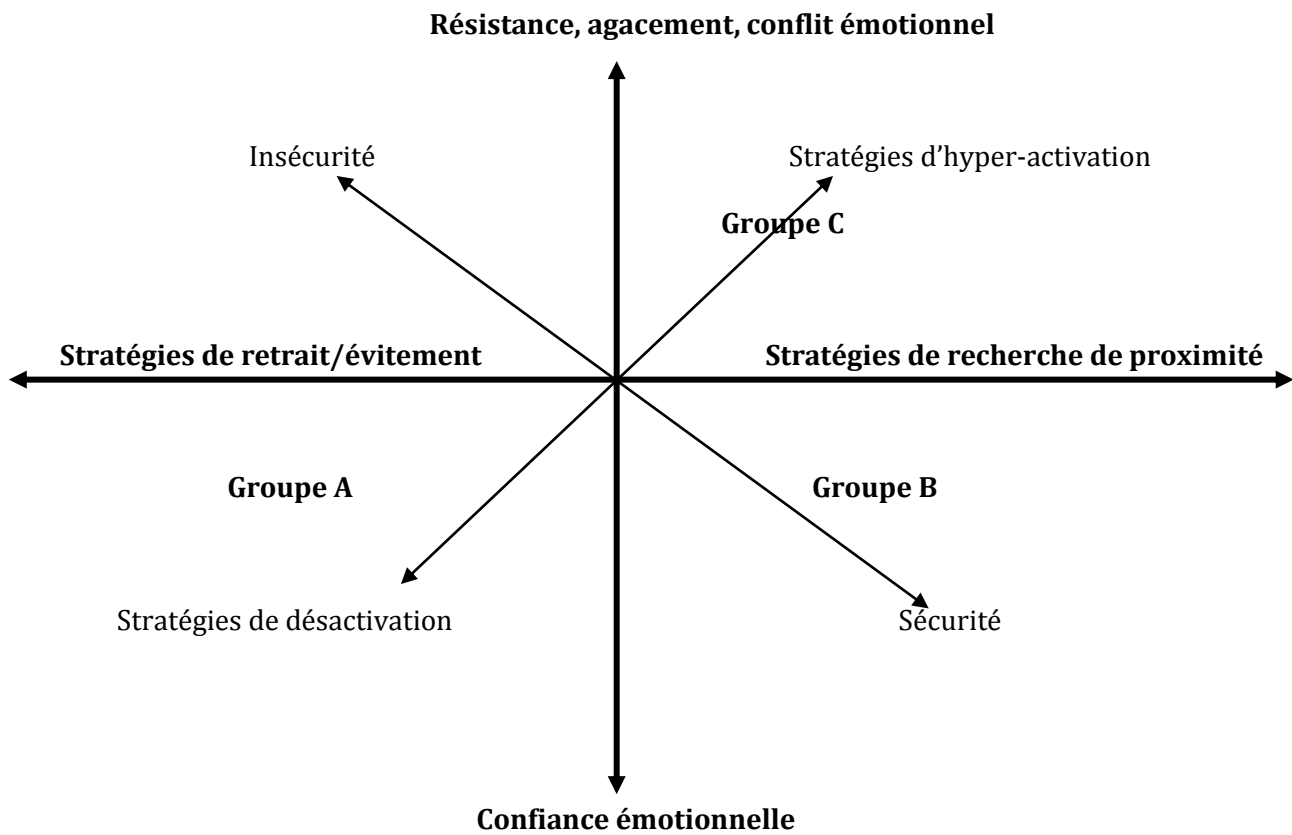 Résistance, agacement, conflit émotionnel
Insécurité
Stratégies d’hyper-activation
Groupe C
Stratégies de retrait/évitement
Stratégies de recherche de proximité
Groupe A
Groupe B
Stratégies de désactivation
Sécurité
Confiance émotionnelle